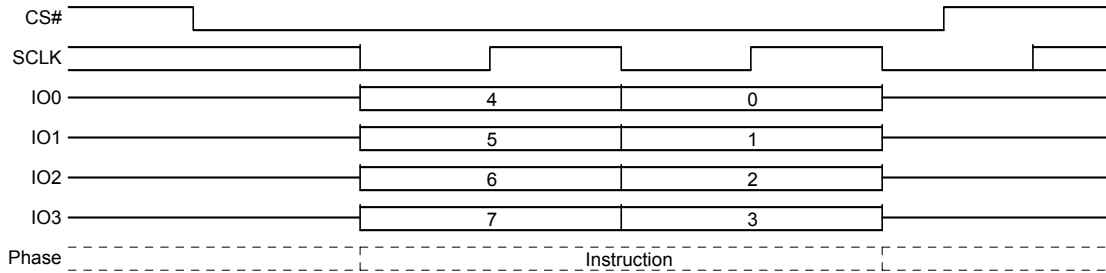 CS#
SCLK
IO0 4 0
IO1 5 1
IO2 6 2
IO3 7 3
Phase Instruction